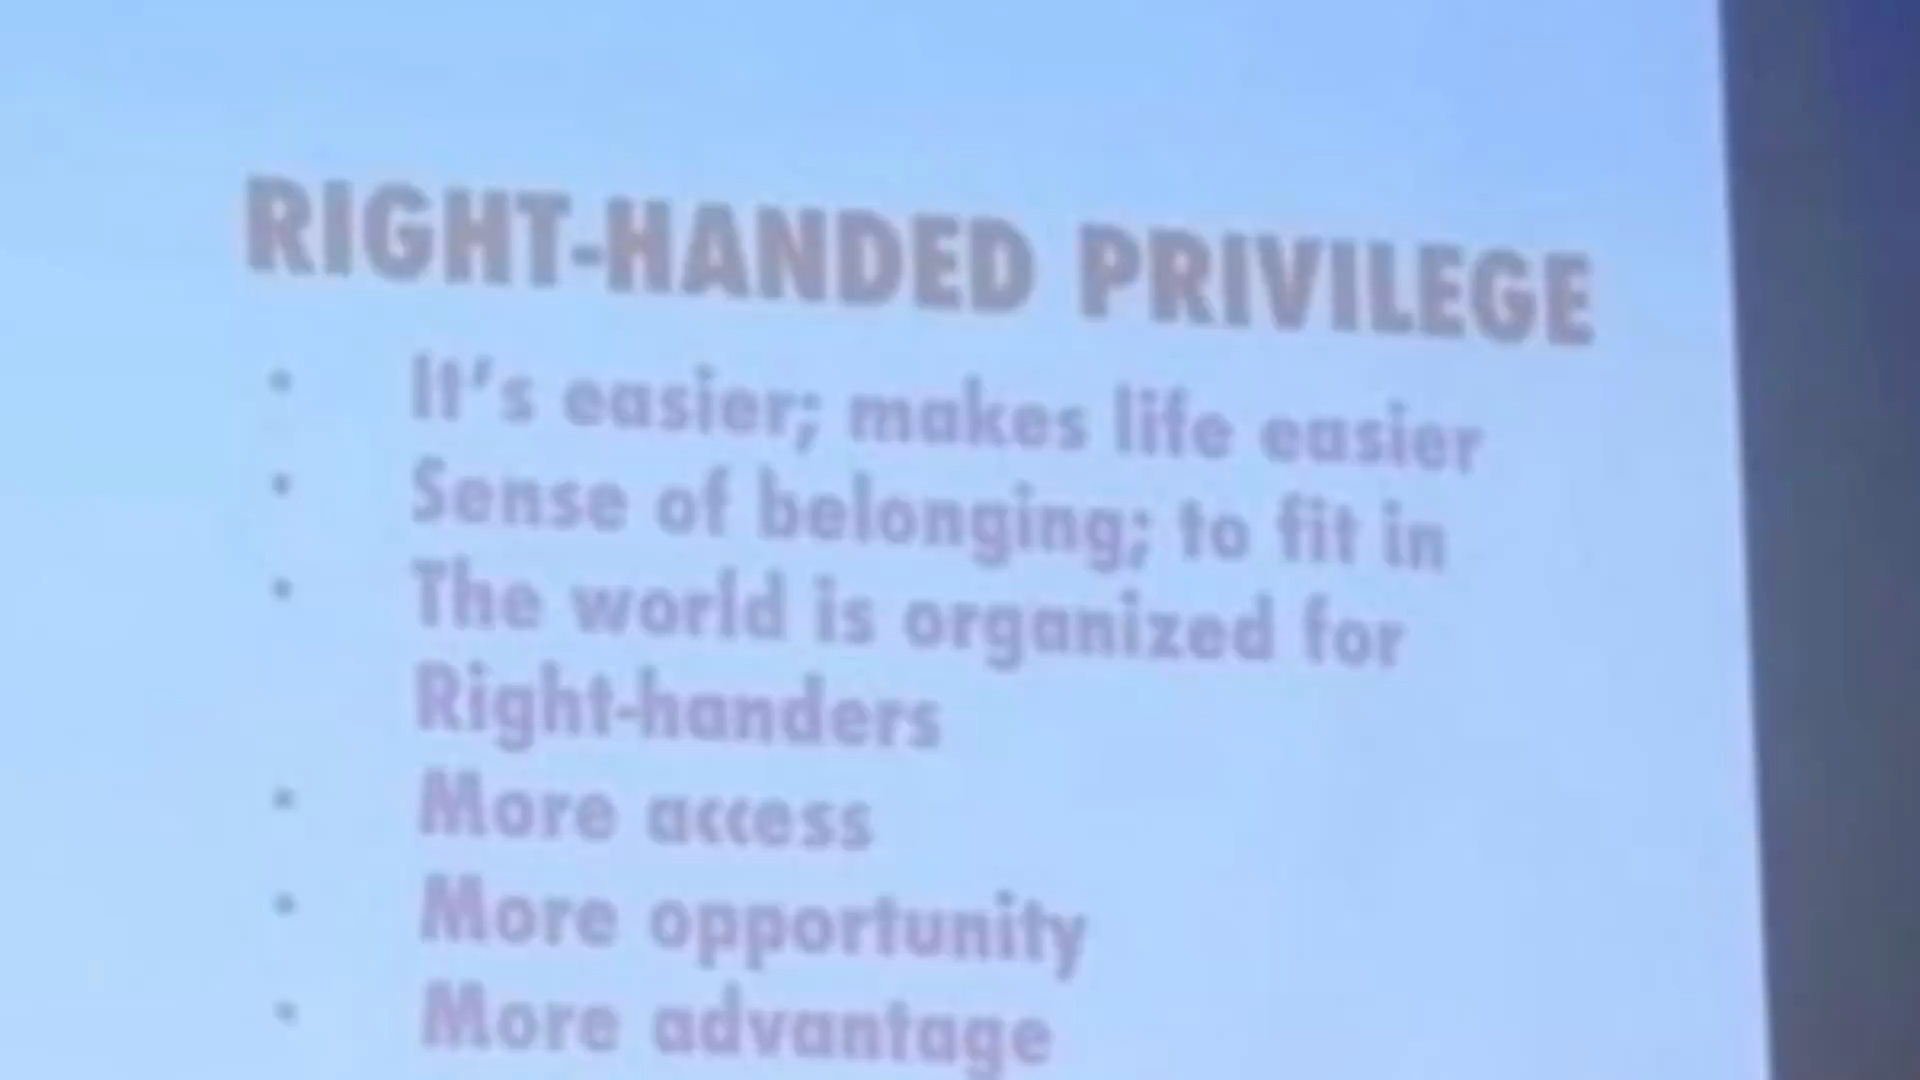 RIGHT-HANDED PRIVILEGE
• It's easier; makes life easier
• Sense of belonging; to fit in
• The world is organized for
Right-handers
• More access
• More opportunity
• More advantage